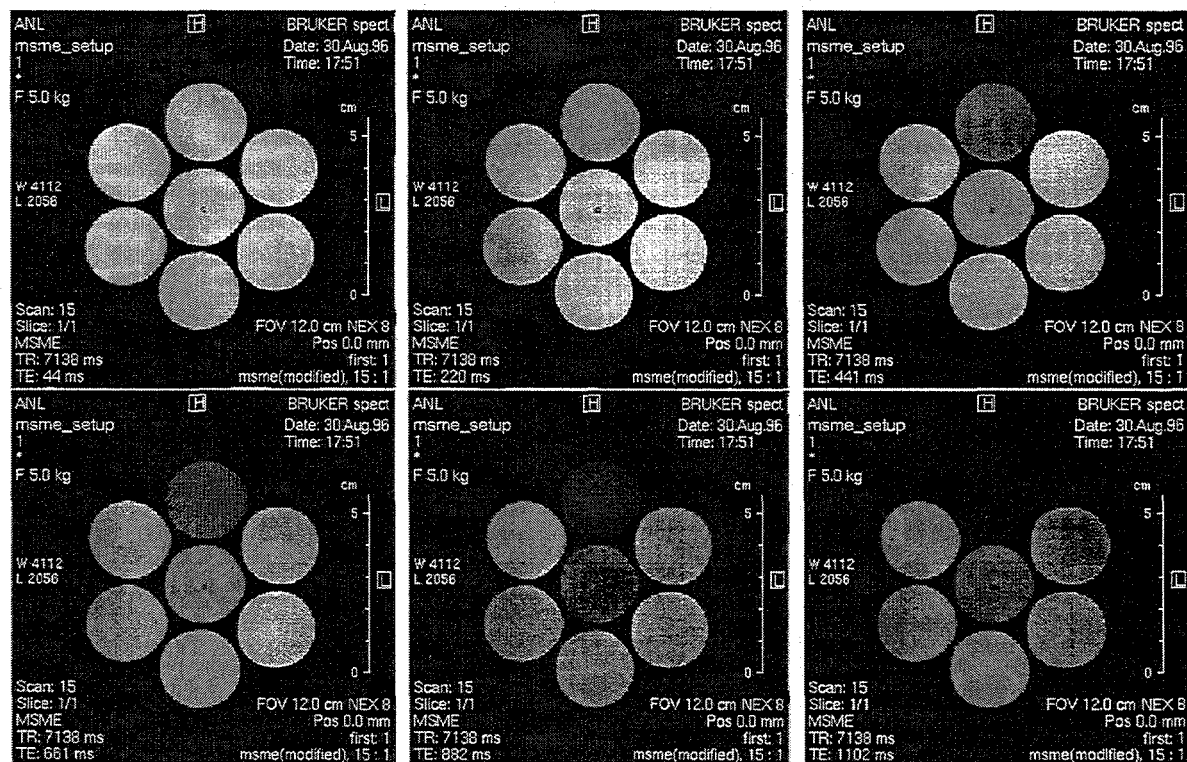 ANL H BRUKER spect
msme_setup Date: 30.Aug.96
1 Time: 17:51
*
F 5.0 kg cm
5
W 4112
L 2056 L
0
Scan: 15
Slice: 1/1 FOV 12.0 cm NEX 8
MSME Pos 0.0 mm
TR: 7138 ms first: 1
TE: 44 ms msme(modified), 15 : 1
ANL H BRUKER spect
msme_setup Date: 30.Aug.96
1 Time: 17:51
*
F 5.0 kg cm
5
W 4112
L 2056 L
0
Scan: 15
Slice: 1/1 FOV 12.0 cm NEX 8
MSME Pos 0.0 mm
TR: 7138 ms first: 1
TE: 220 ms msme(modified), 15 : 1
ANL H BRUKER spect
msme_setup Date: 30.Aug.96
1 Time: 17:51
*
F 5.0 kg cm
5
W 4112
L 2056 L
0
Scan: 15
Slice: 1/1 FOV 12.0 cm NEX 8
MSME Pos 0.0 mm
TR: 7138 ms first: 1
TE: 441 ms msme(modified), 15 : 1
ANL H BRUKER spect
msme_setup Date: 30.Aug.96
1 Time: 17:51
*
F 5.0 kg cm
5
W 4112
L 2056 L
0
Scan: 15
Slice: 1/1 FOV 12.0 cm NEX 8
MSME Pos 0.0 mm
TR: 7138 ms first: 1
TE: 661 ms msme(modified), 15 : 1
ANL H BRUKER spect
msme_setup Date: 30.Aug.96
1 Time: 17:51
*
F 5.0 kg cm
5
W 4112
L 2056 L
0
Scan: 15
Slice: 1/1 FOV 12.0 cm NEX 8
MSME Pos 0.0 mm
TR: 7138 ms first: 1
TE: 882 ms msme(modified), 15 : 1
ANL H BRUKER spect
msme_setup Date: 30.Aug.96
1 Time: 17:51
*
F 5.0 kg cm
5
W 4112
L 2056 L
0
Scan: 15
Slice: 1/1 FOV 12.0 cm NEX 8
MSME Pos 0.0 mm
TR: 7138 ms first: 1
TE: 1102 ms msme(modified), 15 : 1